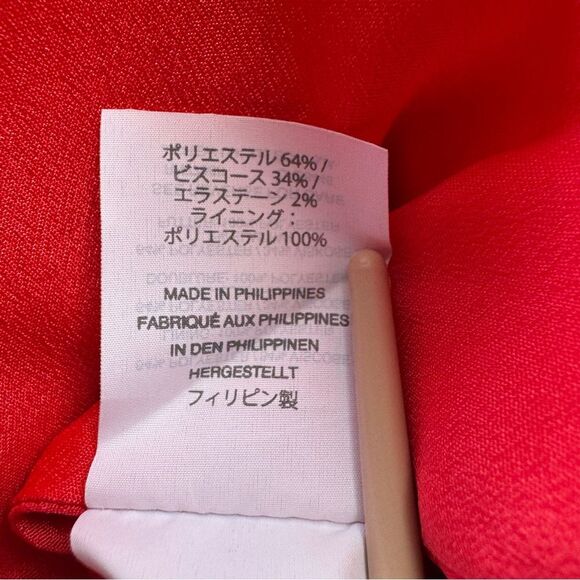 ポリエステル 64% /
ビスコース 34% /
エラステーン 2%
ライニング :
ポリエステル 100%
MADE IN PHILIPPINES
FABRIQUÉ AUX PHILIPPINES
IN DEN PHILIPPINEN
HERGESTELLT
フィリピン製